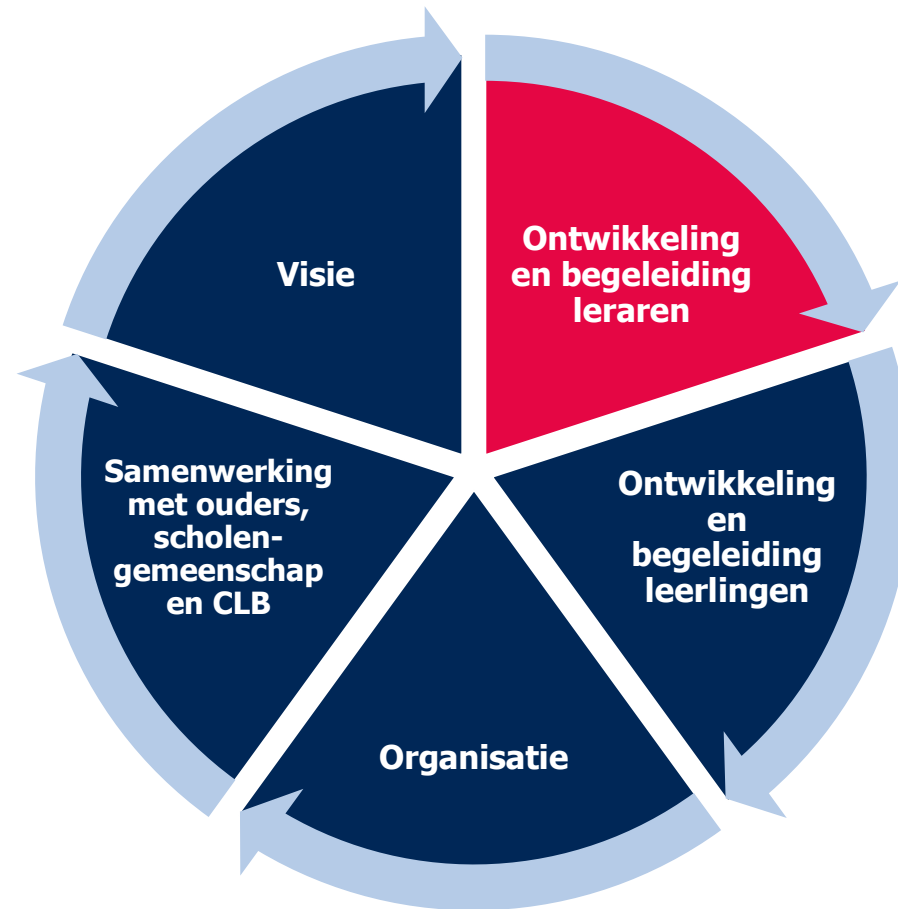 Visie
Ontwikkeling
en begeleiding
leraren
Ontwikkeling
en
begeleiding
leerlingen
Organisatie
Samenwerking
met ouders,
scholen-
gemeenschap
en CLB